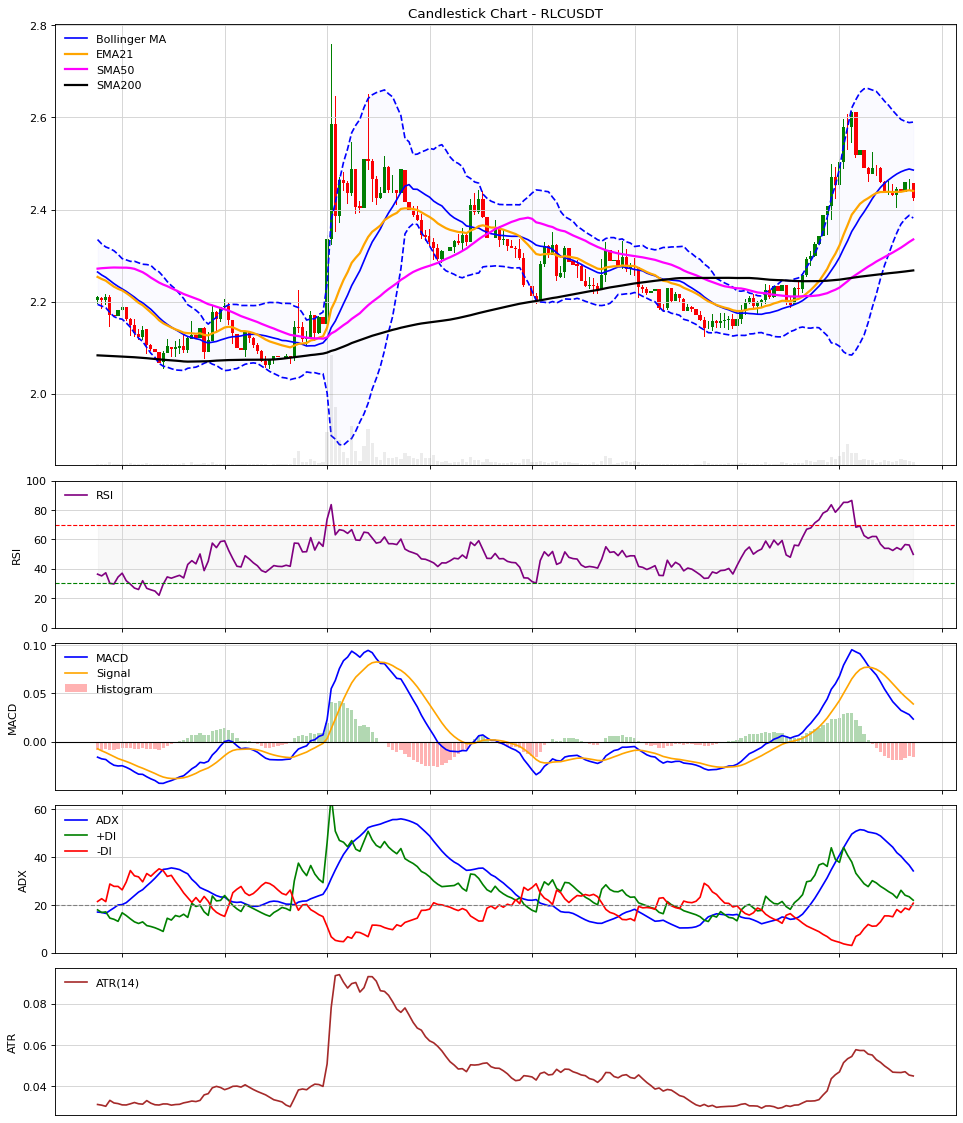 Candlestick Chart - RLCUSDT
2.8
2.6
2.4
2.2
2.0
Bollinger MA
EMA21
SMA50
SMA200
RSI
100
80
60
40
20
0
RSI
MACD
0.10
0.05
0.00
MACD
Signal
Histogram
ADX
60
40
20
0
ADX
+DI
-DI
ATR
0.08
0.06
0.04
ATR(14)